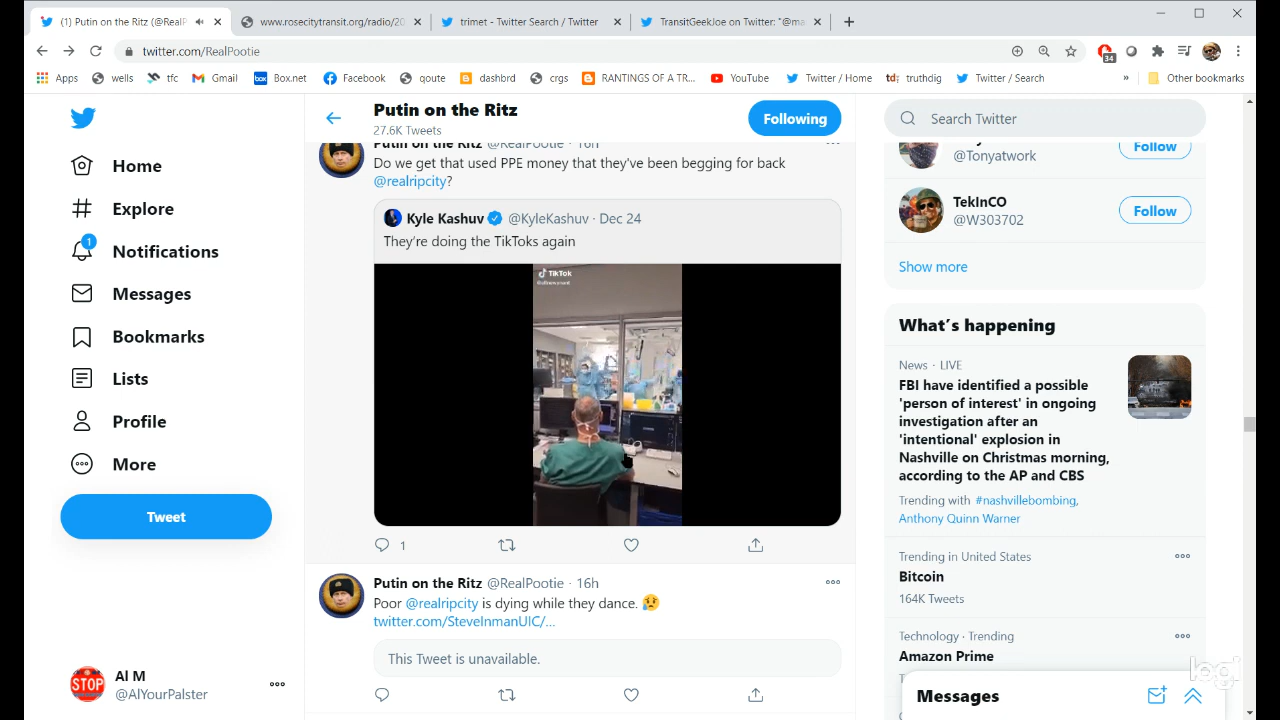 (1) Putin on the Ritz (@RealP
www.rosecitytransit.org/radio/20
trimet - Twitter Search / Twitter
TransitGeekJoe on Twitter: "@ma
twitter.com/RealPootie
34
Apps
wells
tfc
Gmail
Box.net
Facebook
qoute
dashbrd
crgs
RANTINGS OF A TR...
YouTube
Twitter / Home
truthdig
Twitter / Search
»
Other bookmarks
Home
Explore
1
Notifications
Messages
Bookmarks
Lists
Profile
More
Tweet
Al M
@AlYourPalster
STOP
Putin on the Ritz
27.6K Tweets
Following
Putin on the Ritz @RealPootie · 16h
Do we get that used PPE money that they've been begging for back
@realripcity?
Kyle Kashuv @KyleKashuv · Dec 24
They're doing the TikToks again
TikTok
1
Putin on the Ritz @RealPootie · 16h
Poor @realripcity is dying while they dance. 😥
twitter.com/SteveInmanUIC/...
This Tweet is unavailable.
Search Twitter
@Tonyatwork
Follow
TekInCO
@W303702
Follow
Show more
What's happening
News · LIVE
FBI have identified a possible
'person of interest' in ongoing
investigation after an
'intentional' explosion in
Nashville on Christmas morning,
according to the AP and CBS
Trending with #nashvillebombing,
Anthony Quinn Warner
Trending in United States
Bitcoin
164K Tweets
Technology · Trending
Amazon Prime
Messages